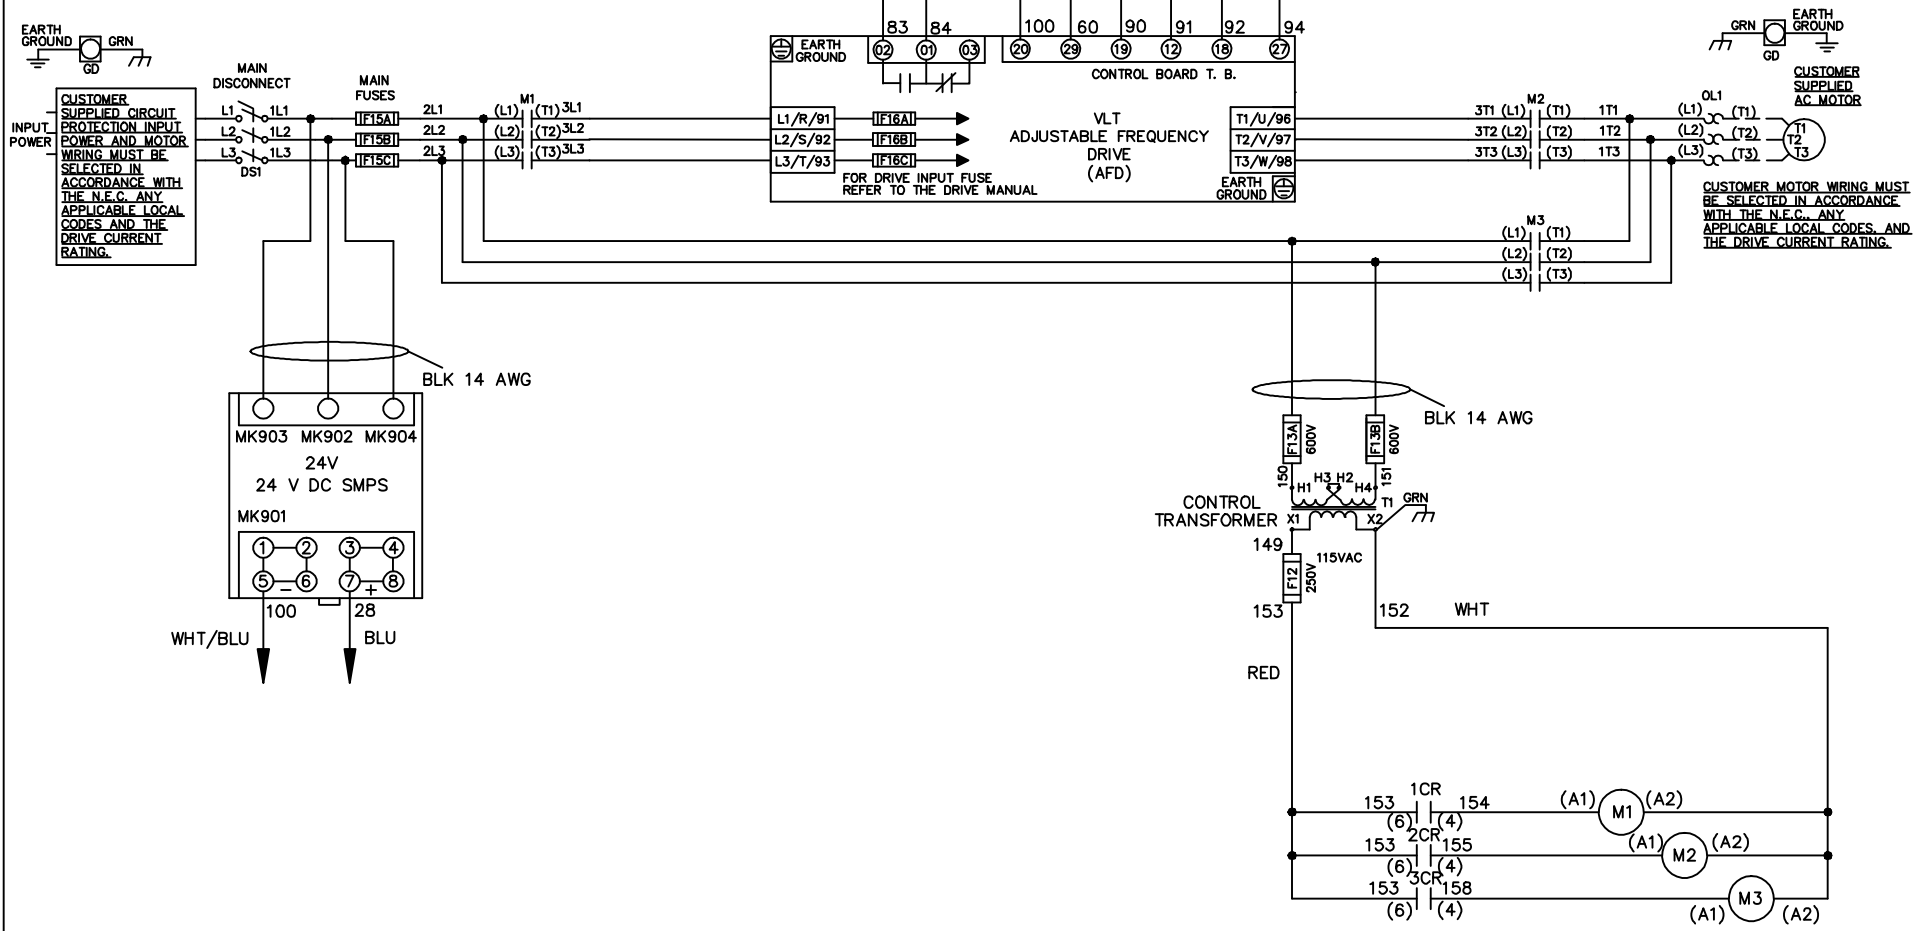 83 84 100 60 90 91 92 94
EARTH
GROUND GRN
GD
MAIN
DISCONNECT
MAIN
FUSES
EARTH
GROUND
02 01 03
20 29 19 12 18 27
CONTROL BOARD T. B.
GRN EARTH
GROUND
GD
CUSTOMER
SUPPLIED
AC MOTOR
INPUT
POWER
CUSTOMER
SUPPLIED CIRCUIT
PROTECTION INPUT
POWER AND MOTOR
WIRING MUST BE
SELECTED IN
ACCORDANCE WITH
THE N.E.C. ANY
APPLICABLE LOCAL
CODES AND THE
DRIVE CURRENT
RATING.
L1 1L1
L2 1L2
L3 1L3
DS1
F15A
F15B
F15C
2L1
2L2
2L3
M1
(L1) (T1) 3L1
(L2) (T2) 3L2
(L3) (T3) 3L3
L1/R/91
L2/S/92
L3/T/93
F16A
F16B
F16C
FOR DRIVE INPUT FUSE
REFER TO THE DRIVE MANUAL
VLT
ADJUSTABLE FREQUENCY
DRIVE
(AFD)
T1/U/96
T2/V/97
T3/W/98
EARTH
GROUND
M2
3T1 (L1) (T1) 1T1
3T2 (L2) (T2) 1T2
3T3 (L3) (T3) 1T3
OL1
(L1) (T1)
(L2) (T2)
(L3) (T3)
T1
T2
T3
CUSTOMER MOTOR WIRING MUST
BE SELECTED IN ACCORDANCE
WITH THE N.E.C., ANY
APPLICABLE LOCAL CODES, AND
THE DRIVE CURRENT RATING.
M3
(L1) (T1)
(L2) (T2)
(L3) (T3)
BLK 14 AWG
MK903 MK902 MK904
24V
24 V DC SMPS
MK901
1 2 3 4
5 6 7 8
− +
100 28
WHT/BLU BLU
BLK 14 AWG
F13A 600V
F13B 600V
150 151
H1 H3 H2 H4
CONTROL
TRANSFORMER
X1 X2
T1 GRN
149
115VAC
F12 250V
153
152 WHT
RED
1CR
153 154
(6) (4)
(A1) M1 (A2)
2CR
153 155
(6) (4)
(A1) M2 (A2)
3CR
153 158
(6) (4)
(A1) M3 (A2)